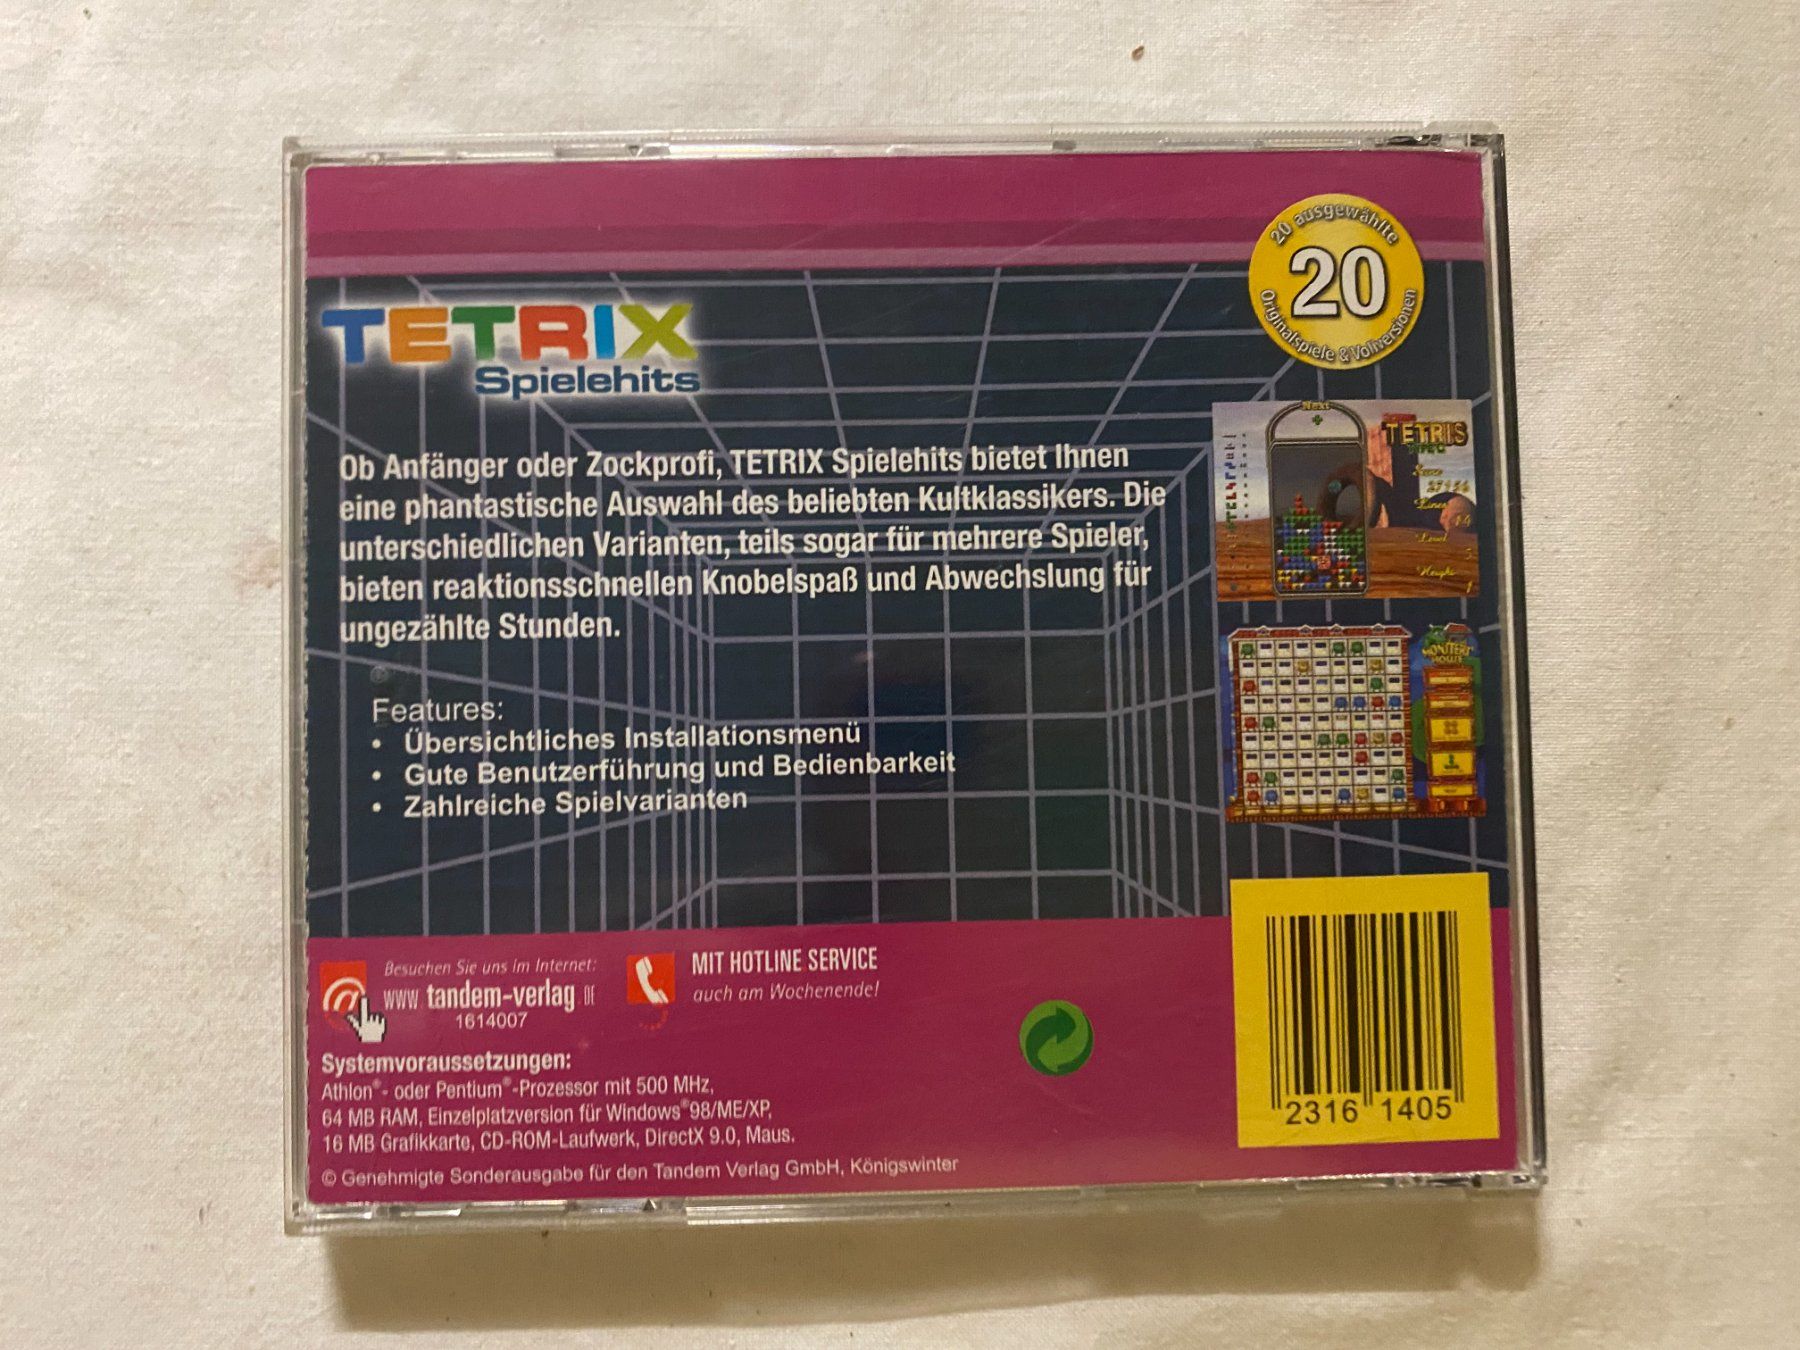 20 ausgewählte
20
Originalspiele & Vollversionen
TETRIX
Spielehits
Ob Anfänger oder Zockprofi, TETRIX Spielehits bietet Ihnen
eine phantastische Auswahl des beliebten Kultklassikers. Die
unterschiedlichen Varianten, teils sogar für mehrere Spieler,
bieten reaktionsschnellen Knobelspaß und Abwechslung für
ungezählte Stunden.
®
Features:
• Übersichtliches Installationsmenü
• Gute Benutzerführung und Bedienbarkeit
• Zahlreiche Spielvarianten
Next
TETRIS
Score
Lines
14
Level
Height
MONSTERS
HOUSE
Besuchen Sie uns im Internet:
WWW.tandem-verlag.DE
1614007
MIT HOTLINE SERVICE
auch am Wochenende!
Systemvoraussetzungen:
Athlon®- oder Pentium®-Prozessor mit 500 MHz,
64 MB RAM, Einzelplatzversion für Windows®98/ME/XP,
16 MB Grafikkarte, CD-ROM-Laufwerk, DirectX 9.0, Maus.
© Genehmigte Sonderausgabe für den Tandem Verlag GmbH, Königswinter
2316 1405